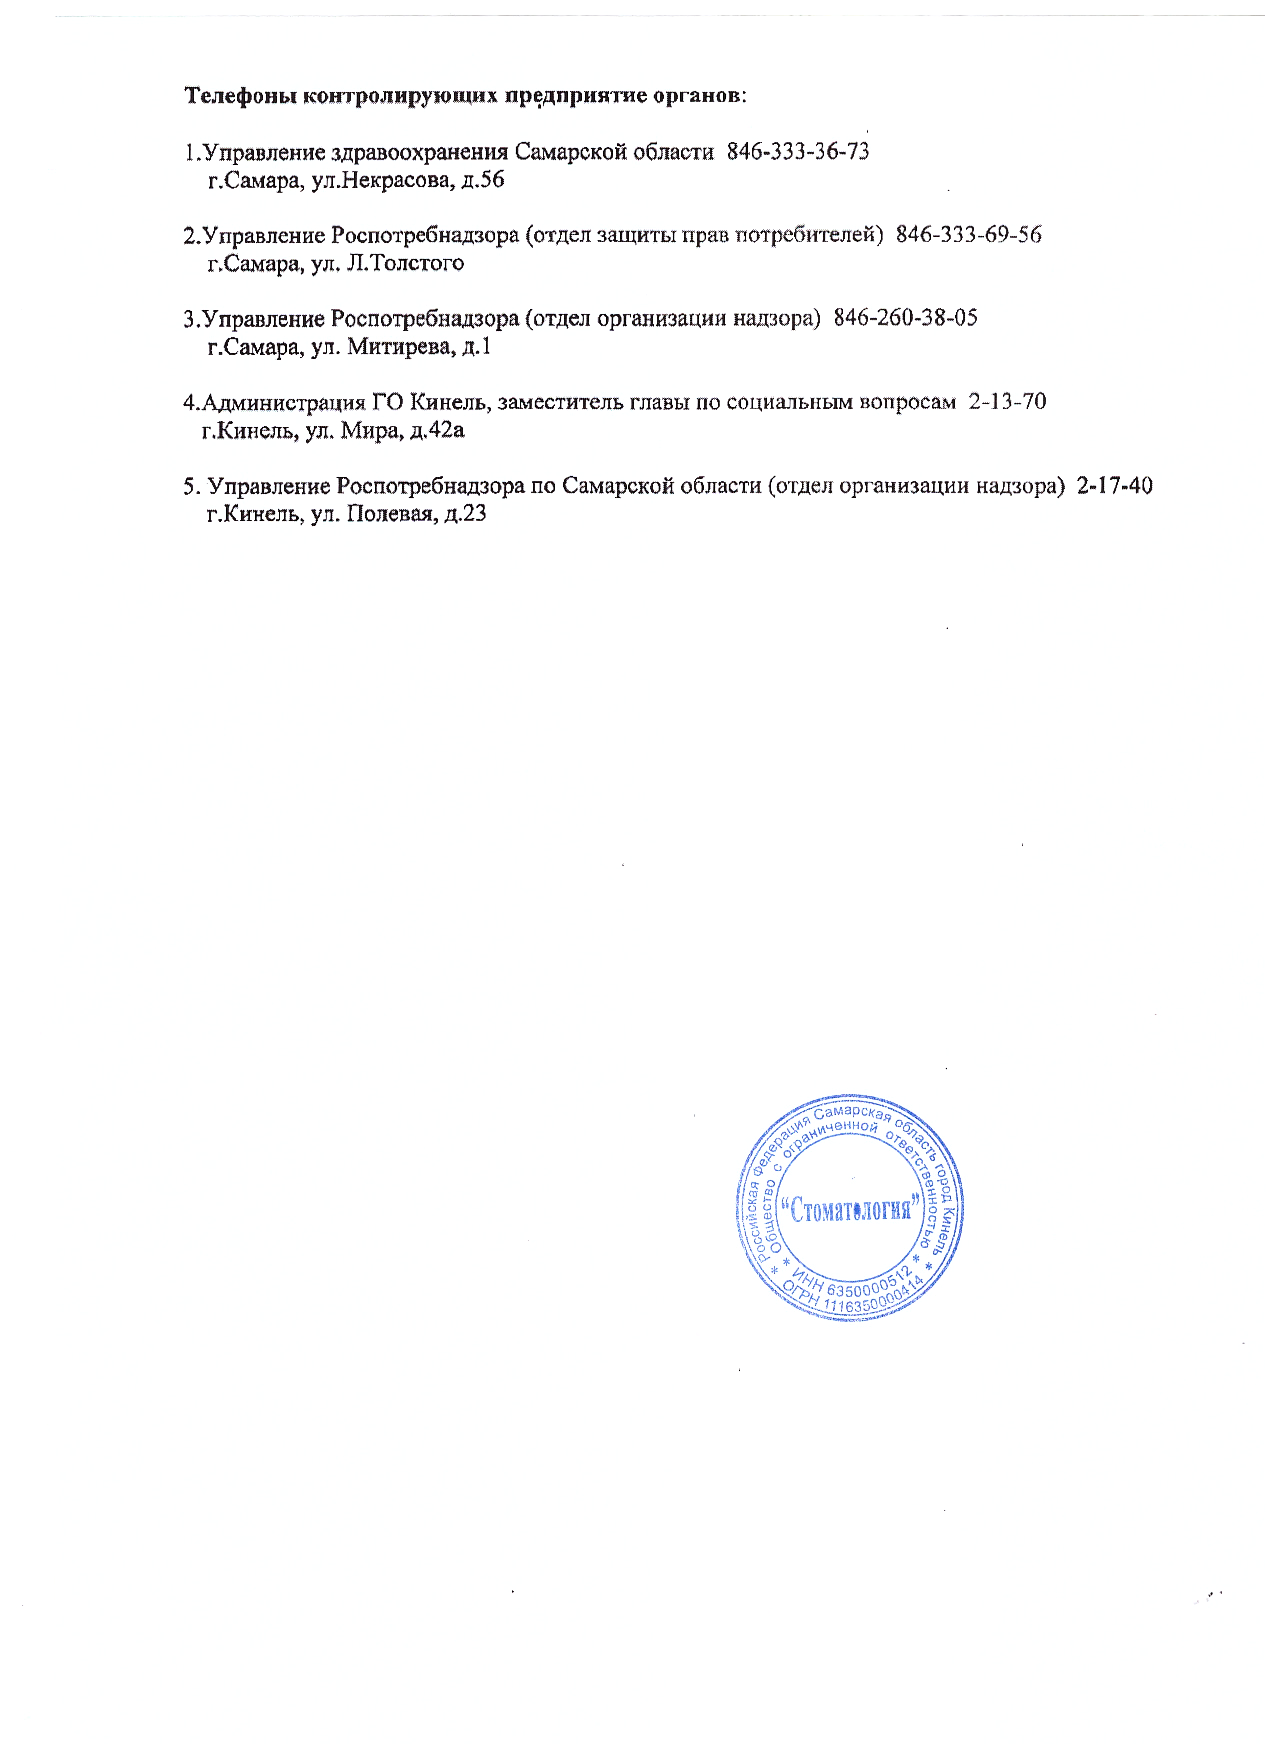 Телефоны контролирующих предприятие органов:
1.Управление здравоохранения Самарской области 846-333-36-73
г.Самара, ул.Некрасова, д.56
2.Управление Роспотребнадзора (отдел защиты прав потребителей) 846-333-69-56
г.Самара, ул. Л.Толстого
3.Управление Роспотребнадзора (отдел организации надзора) 846-260-38-05
г.Самара, ул. Митирева, д.1
4.Администрация ГО Кинель, заместитель главы по социальным вопросам 2-13-70
г.Кинель, ул. Мира, д.42а
5. Управление Роспотребнадзора по Самарской области (отдел организации надзора) 2-17-40
г.Кинель, ул. Полевая, д.23
* Российская Федерация Самарская область город Кинель *
* Общество с ограниченной ответственностью *
“Стоматология”
ИНН 6350000512
ОГРН 1116350000414